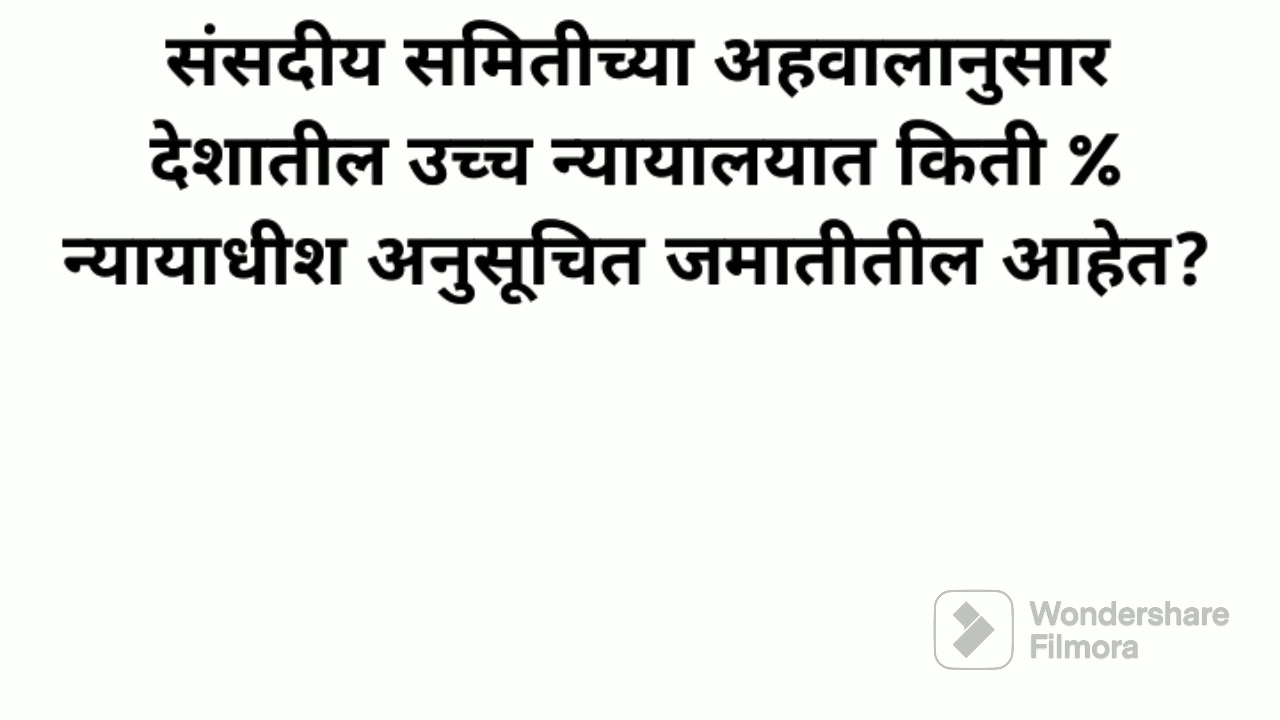 संसदीय समितीच्या अहवालानुसार
देशातील उच्च न्यायालयात किती %
न्यायाधीश अनुसूचित जमातीतील आहेत?
Wondershare
Filmora